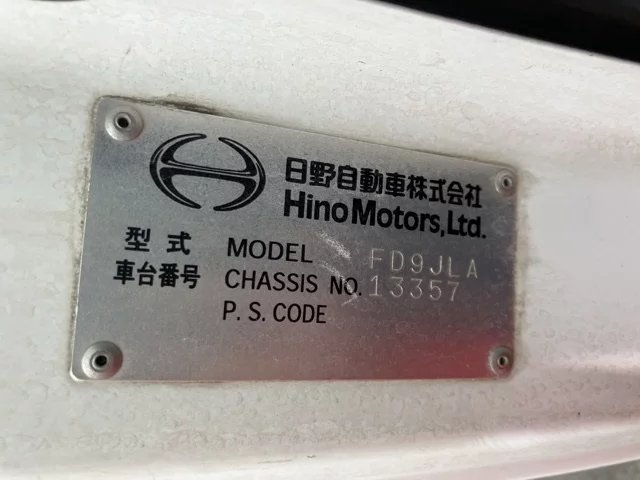 日野自動車株式会社
Hino Motors, Ltd.
型式 MODEL FD9JLA
車台番号 CHASSIS NO. 13357
P. S. CODE